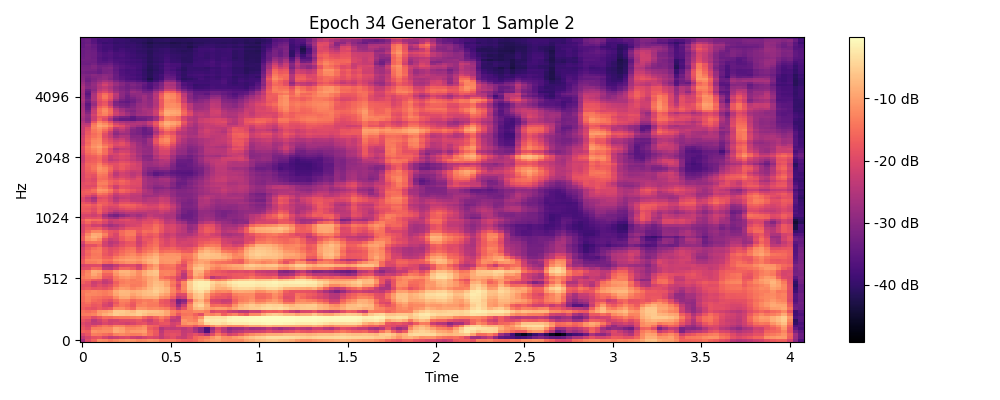 Epoch 34 Generator 1 Sample 2
4096
2048
1024
512
0
Hz
0 0.5 1 1.5 2 2.5 3 3.5 4
Time
-10 dB
-20 dB
-30 dB
-40 dB